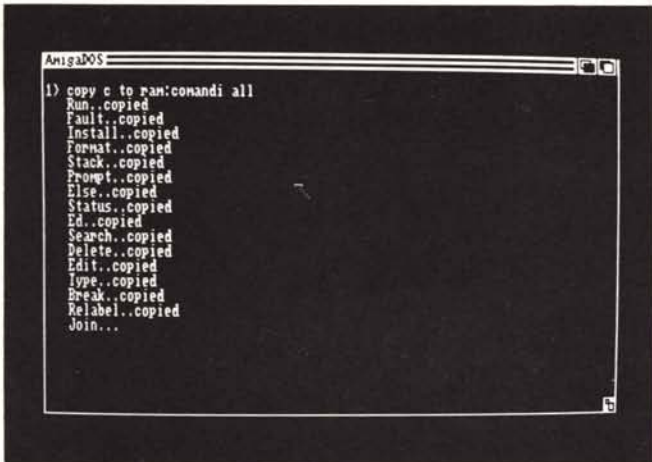 AmigaDOS
1) copy c to ram:comandi all
Run..copied
Fault..copied
Install..copied
Format..copied
Stack..copied
Prompt..copied
Else..copied
Status..copied
Ed..copied
Search..copied
Delete..copied
Edit..copied
Type..copied
Break..copied
Relabel..copied
Join...